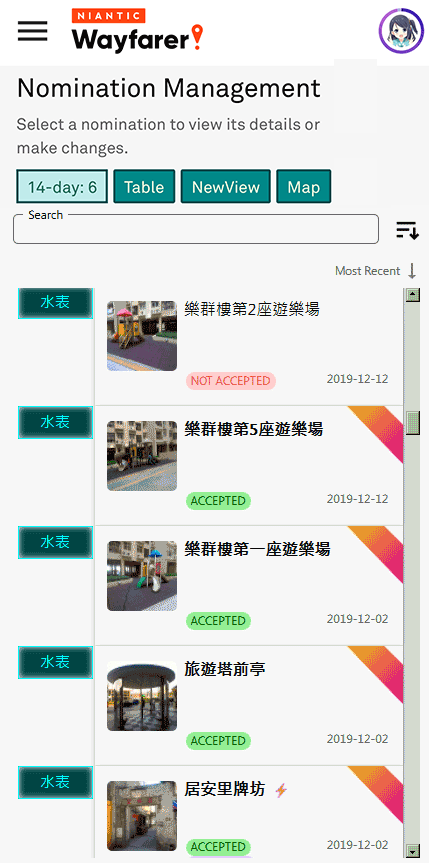 NIANTIC
Wayfarer
Nomination Management
Select a nomination to view its details or
make changes.
14-day: 6
Table
NewView
Map
Search
Most Recent
水表
樂群樓第2座遊樂場
NOT ACCEPTED
2019-12-12
水表
樂群樓第5座遊樂場
ACCEPTED
2019-12-12
水表
樂群樓第一座遊樂場
ACCEPTED
2019-12-02
水表
旅遊塔前亭
ACCEPTED
2019-12-02
水表
居安里牌坊
ACCEPTED
2019-12-02